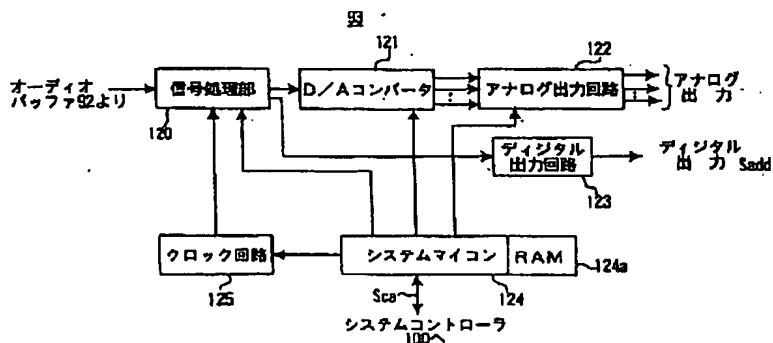 93
121
122
オーディオ
バッファ92より
信号処理部
D/Aコンバータ
アナログ出力回路
アナログ
出力
120
ディジタル
出力回路
ディジタル
出力 Sadd
123
クロック回路
システムマイコン
RAM
124a
125
Sca
124
システムコントローラ
100へ